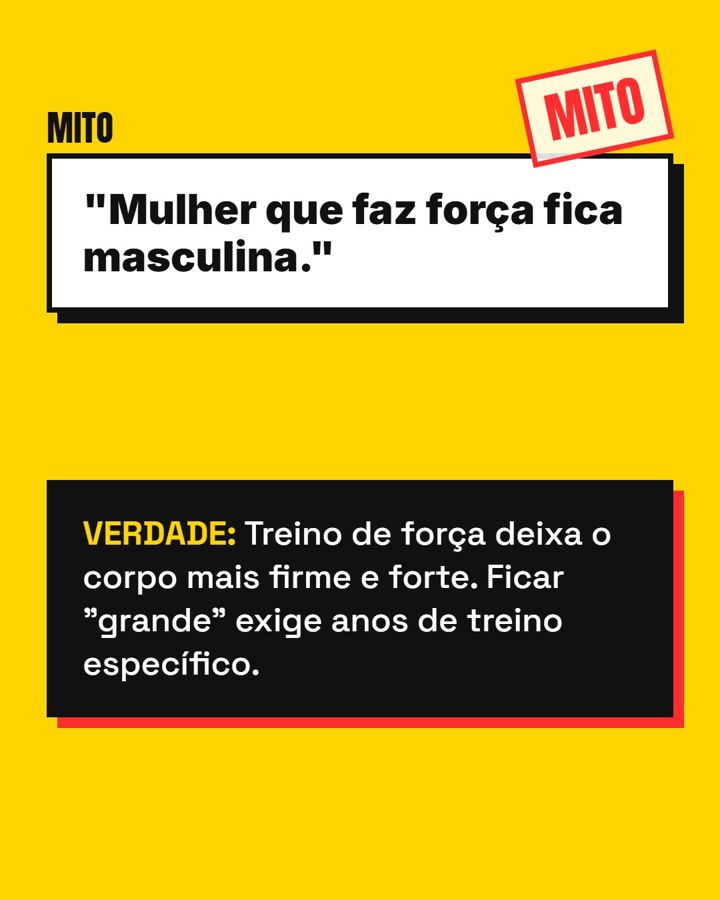 MITO
MITO
"Mulher que faz força fica
masculina."
VERDADE: Treino de força deixa o
corpo mais firme e forte. Ficar
”grande” exige anos de treino
específico.